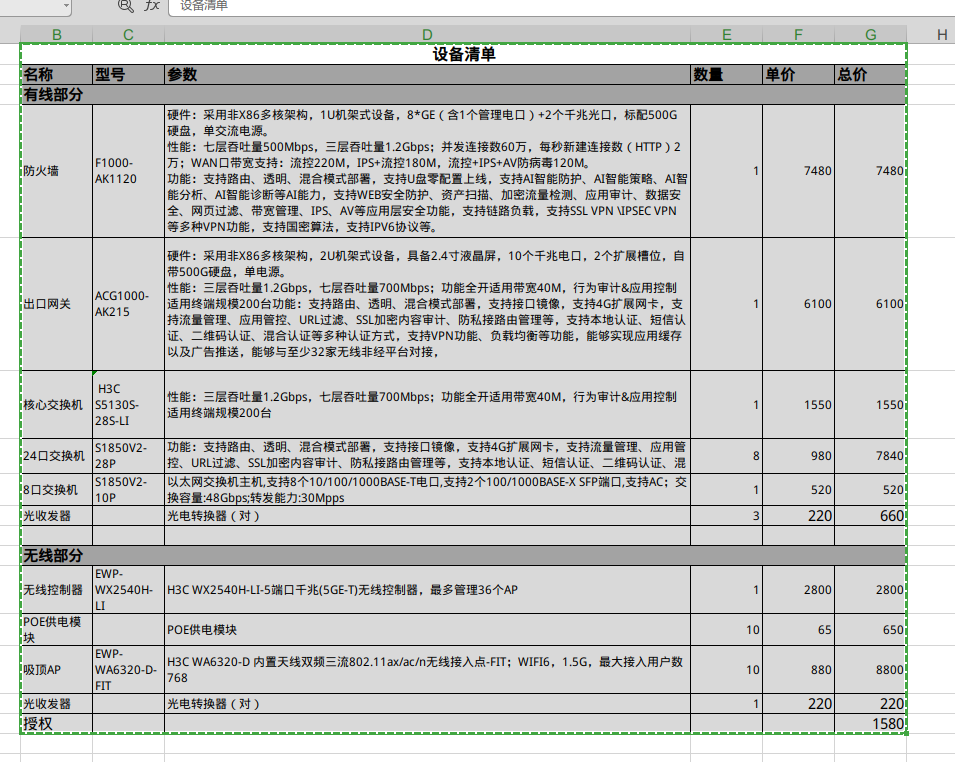 fx 设备清单
B C D E F G H
设备清单
名称 型号 参数 数量 单价 总价
有线部分
硬件：采用非X86多核架构，1U机架式设备，8*GE（含1个管理电口）+2个千兆光口，标配500G
硬盘，单交流电源。
性能：七层吞吐量500Mbps，三层吞吐量1.2Gbps；并发连接数60万，每秒新建连接数（HTTP）2
万；WAN口带宽支持：流控220M，IPS+流控180M，流控+IPS+AV防病毒120M。
防火墙 F1000-
AK1120 1 7480 7480
功能：支持路由、透明、混合模式部署，支持U盘零配置上线，支持AI智能防护、AI智能策略、AI智
能分析、AI智能诊断等AI能力，支持WEB安全防护、资产扫描、加密流量检测、应用审计、数据安
全、网页过滤、带宽管理、IPS、AV等应用层安全功能，支持链路负载，支持SSL VPN \IPSEC VPN
等多种VPN功能，支持国密算法，支持IPV6协议等。
硬件：采用非X86多核架构，2U机架式设备，具备2.4寸液晶屏，10个千兆电口，2个扩展槽位，自
带500G硬盘，单电源。
性能：三层吞吐量1.2Gbps，七层吞吐量700Mbps；功能全开适用带宽40M，行为审计&应用控制
出口网关 ACG1000-
AK215 1 6100 6100
适用终端规模200台功能：支持路由、透明、混合模式部署，支持接口镜像，支持4G扩展网卡，支
持流量管理、应用管控、URL过滤、SSL加密内容审计、防私接路由管理等，支持本地认证、短信认
证、二维码认证、混合认证等多种认证方式，支持VPN功能、负载均衡等功能，能够实现应用缓存
以及广告推送，能够与至少32家无线非经平台对接，
核心交换机 H3C
S5130S-
28S-LI
性能：三层吞吐量1.2Gbps，七层吞吐量700Mbps；功能全开适用带宽40M，行为审计&应用控制
适用终端规模200台 1 1550 1550
24口交换机 S1850V2-
28P
功能：支持路由、透明、混合模式部署，支持接口镜像，支持4G扩展网卡，支持流量管理、应用管
控、URL过滤、SSL加密内容审计、防私接路由管理等，支持本地认证、短信认证、二维码认证、混 8 980 7840
8口交换机 S1850V2-
10P
以太网交换机主机,支持8个10/100/1000BASE-T电口,支持2个100/1000BASE-X SFP端口,支持AC；交
换容量:48Gbps;转发能力:30Mpps 1 520 520
光收发器 光电转换器（对） 3 220 660
无线部分
无线控制器 EWP-
WX2540H-
LI H3C WX2540H-LI-5端口千兆(5GE-T)无线控制器，最多管理36个AP 1 2800 2800
POE供电模
块 POE供电模块 10 65 650
吸顶AP EWP-
WA6320-D-
FIT
H3C WA6320-D 内置天线双频三流802.11ax/ac/n无线接入点-FIT；WIFI6，1.5G，最大接入用户数
768 10 880 8800
光收发器 光电转换器（对） 1 220 220
授权 1580